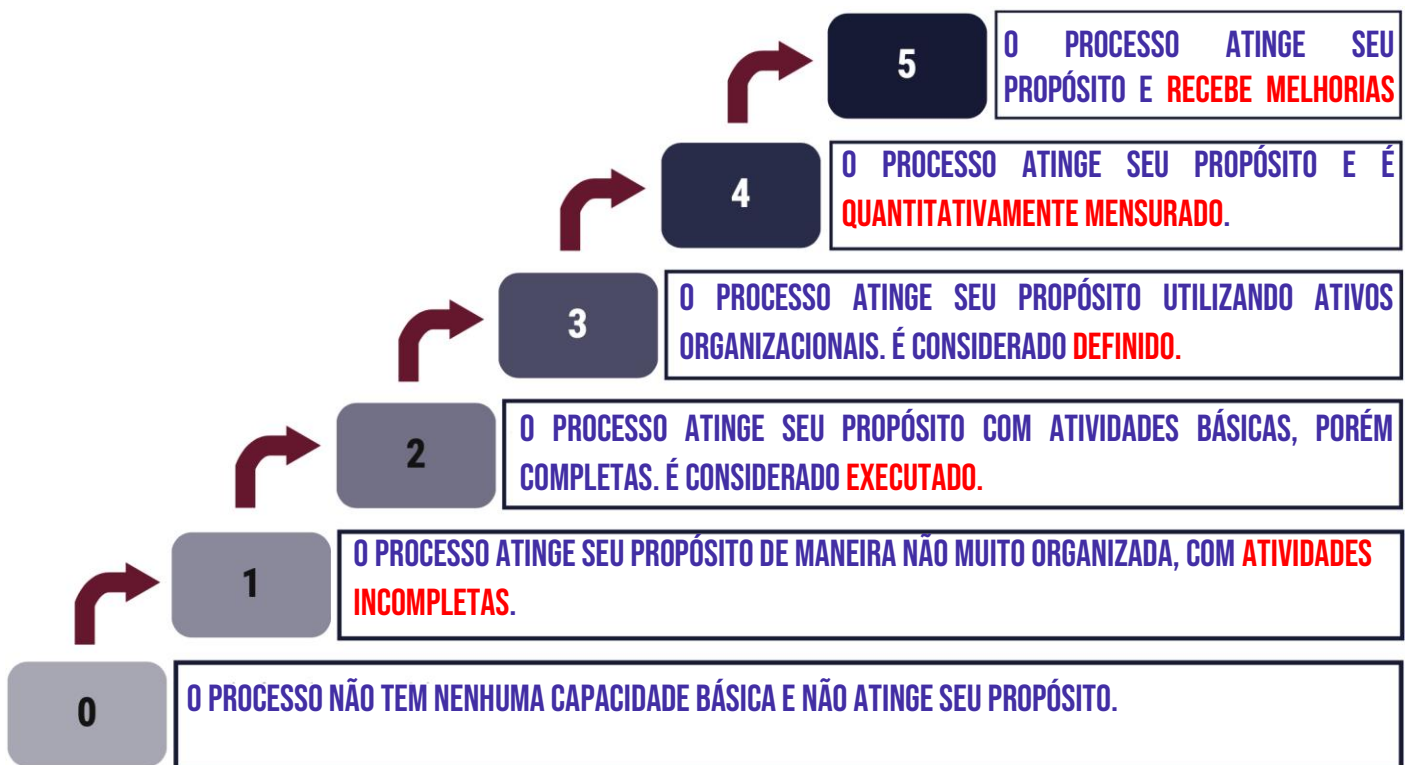 5
O PROCESSO ATINGE SEU
PROPÓSITO E RECEBE MELHORIAS
4
O PROCESSO ATINGE SEU PROPÓSITO E É
QUANTITATIVAMENTE MENSURADO.
3
O PROCESSO ATINGE SEU PROPÓSITO UTILIZANDO ATIVOS
ORGANIZACIONAIS. É CONSIDERADO DEFINIDO.
2
O PROCESSO ATINGE SEU PROPÓSITO COM ATIVIDADES BÁSICAS, PORÉM
COMPLETAS. É CONSIDERADO EXECUTADO.
1
O PROCESSO ATINGE SEU PROPÓSITO DE MANEIRA NÃO MUITO ORGANIZADA, COM ATIVIDADES
INCOMPLETAS.
0
O PROCESSO NÃO TEM NENHUMA CAPACIDADE BÁSICA E NÃO ATINGE SEU PROPÓSITO.